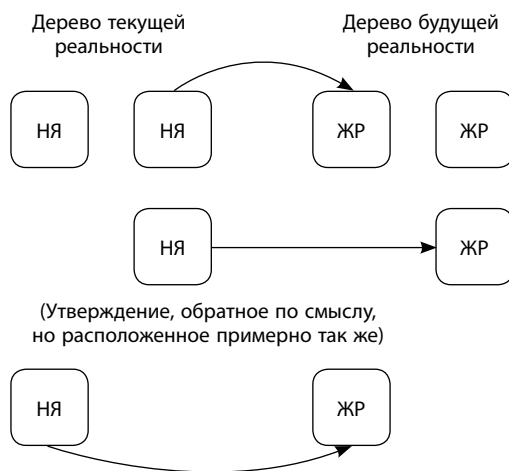 Дерево текущей
реальности
Дерево будущей
реальности
НЯ НЯ ЖР ЖР
НЯ ЖР
(Утверждение, обратное по смыслу,
но расположенное примерно так же)
НЯ ЖР